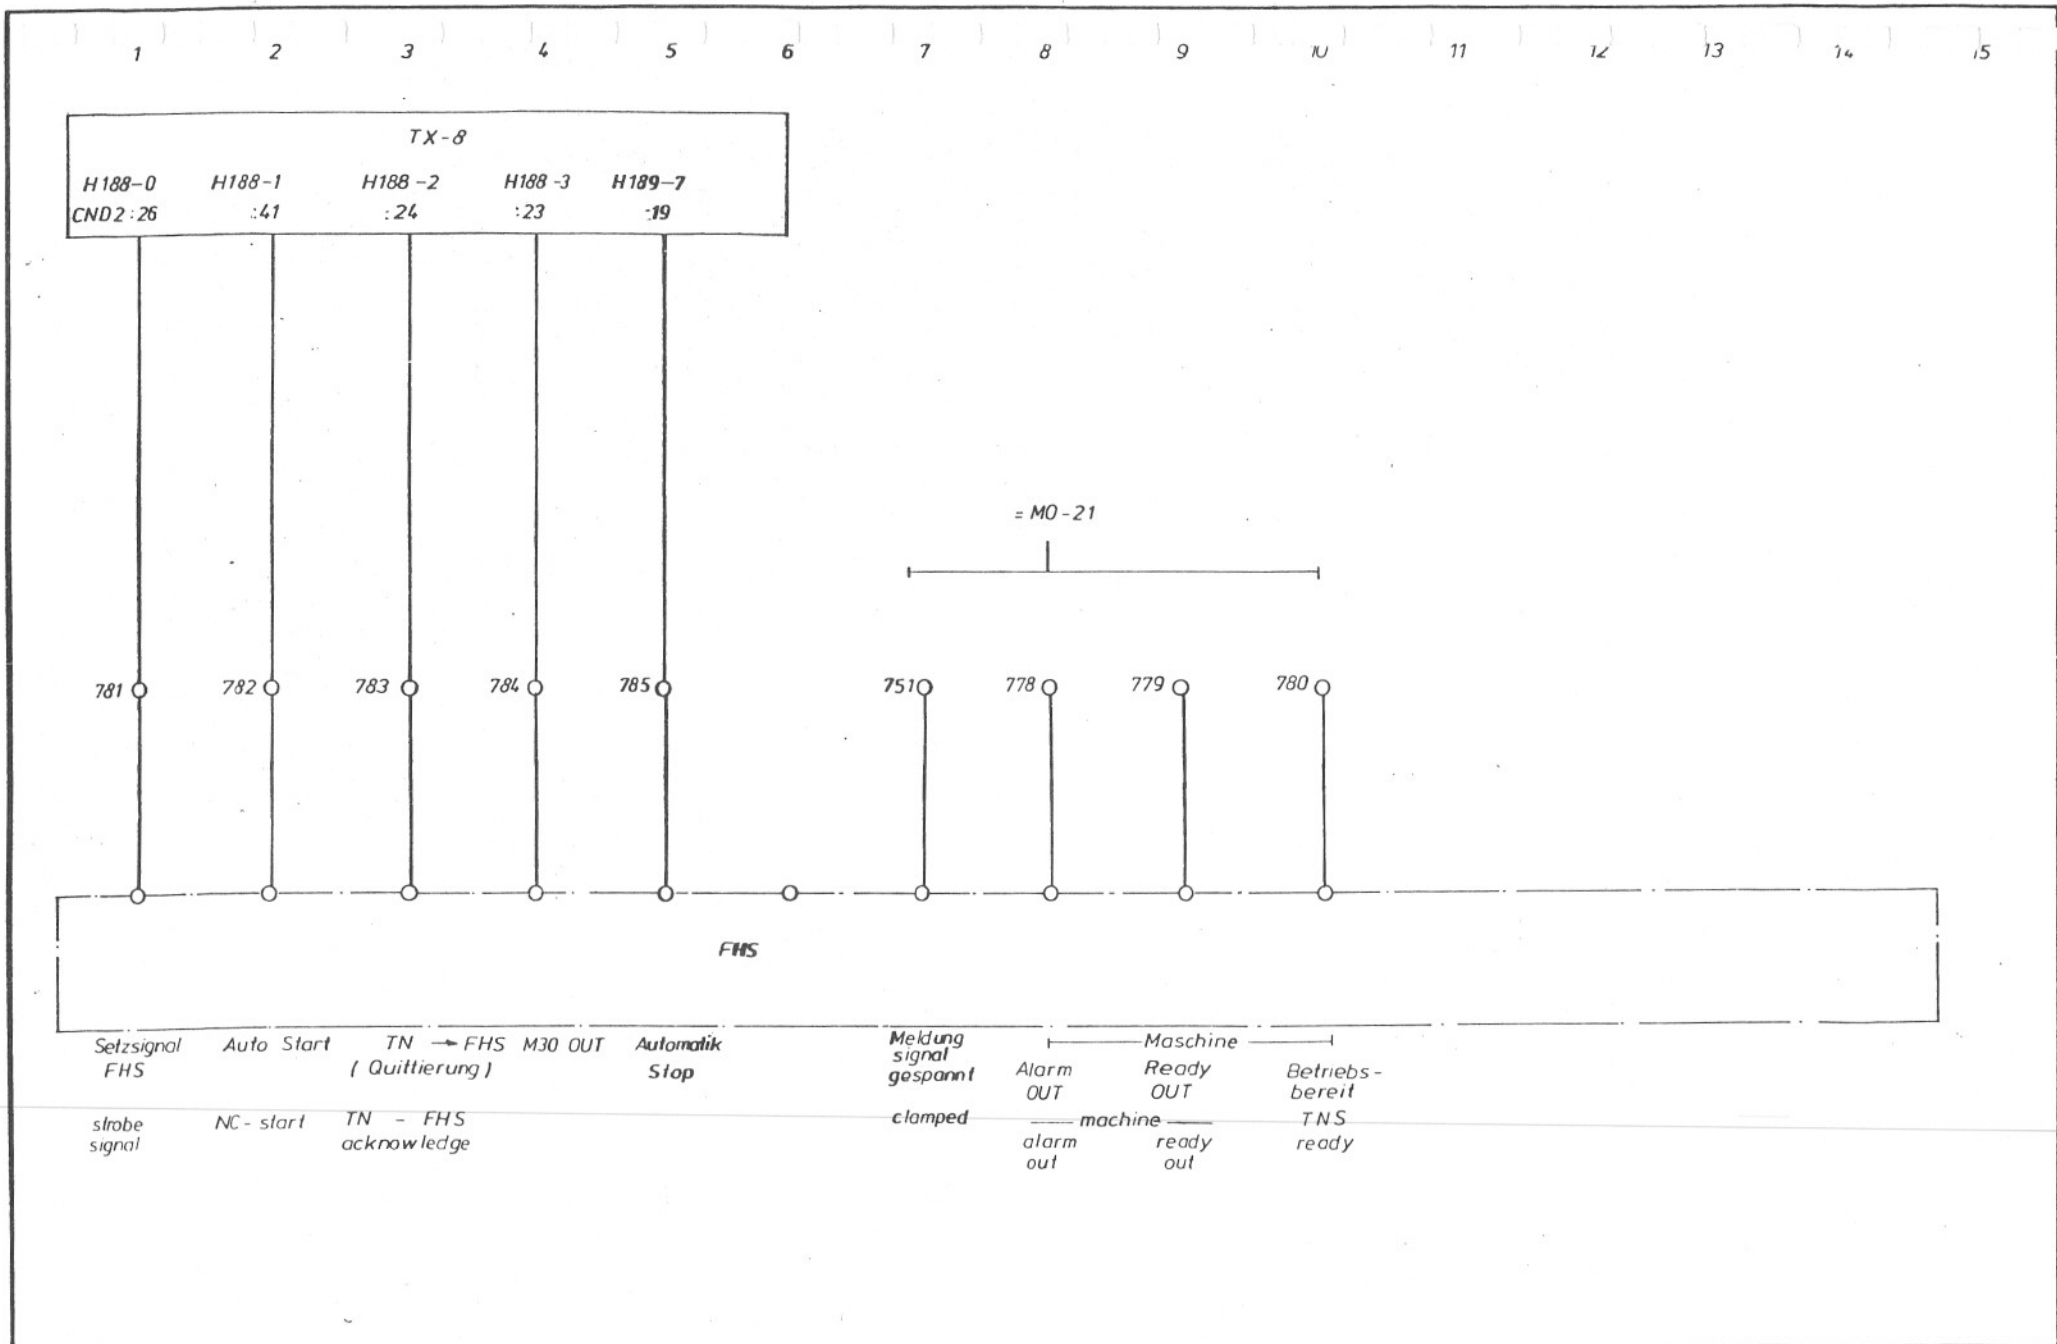 1 2 3 4 5 6 7 8 9 10 11 12 13 14 15
TX-8
H188-0 H188-1 H188-2 H188-3 H189-7
CND2:26 :41 :24 :23 :19
= MO-21
781 782 783 784 785 751 778 779 780
FHS
Setzsignal Auto Start TN → FHS M30 OUT Automatik Meldung Maschine
FHS (Quittierung) Stop signal
gespannt Alarm Ready Betriebs-
OUT OUT bereit
strobe NC-start TN - FHS clamped machine TNS
signal acknowledge alarm ready ready
out out